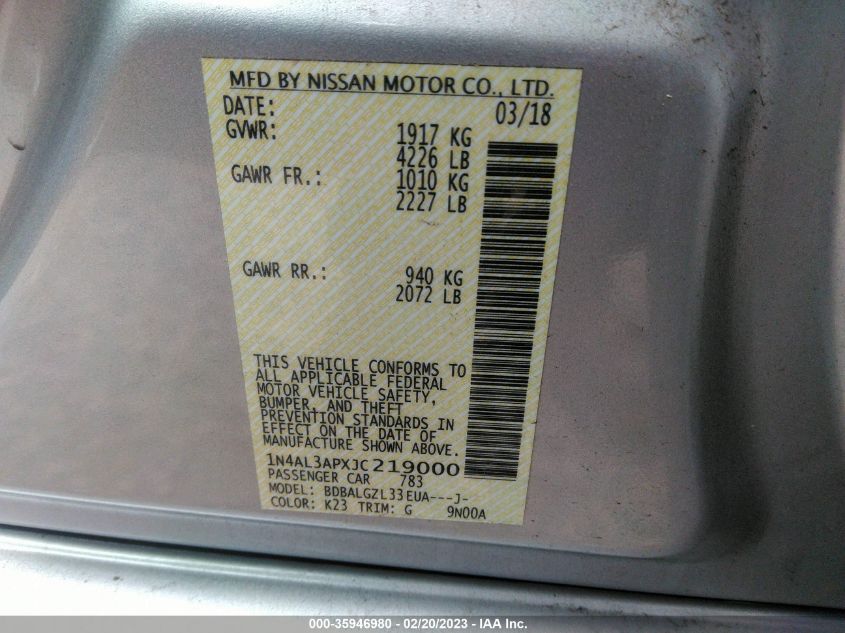 MFD BY NISSAN MOTOR CO., LTD.
DATE: 03/18
GVWR: 1917 KG
4226 LB
GAWR FR.: 1010 KG
2227 LB
GAWR RR.: 940 KG
2072 LB
THIS VEHICLE CONFORMS TO
ALL APPLICABLE FEDERAL
MOTOR VEHICLE SAFETY,
BUMPER, AND THEFT
PREVENTION STANDARDS IN
EFFECT ON THE DATE OF
MANUFACTURE SHOWN ABOVE.
1N4AL3APXJC219000
PASSENGER CAR 783
MODEL: BDBALGZL33EUA---J-
COLOR: K23 TRIM: G 9N00A
000-35946980 - 02/20/2023 - IAA Inc.